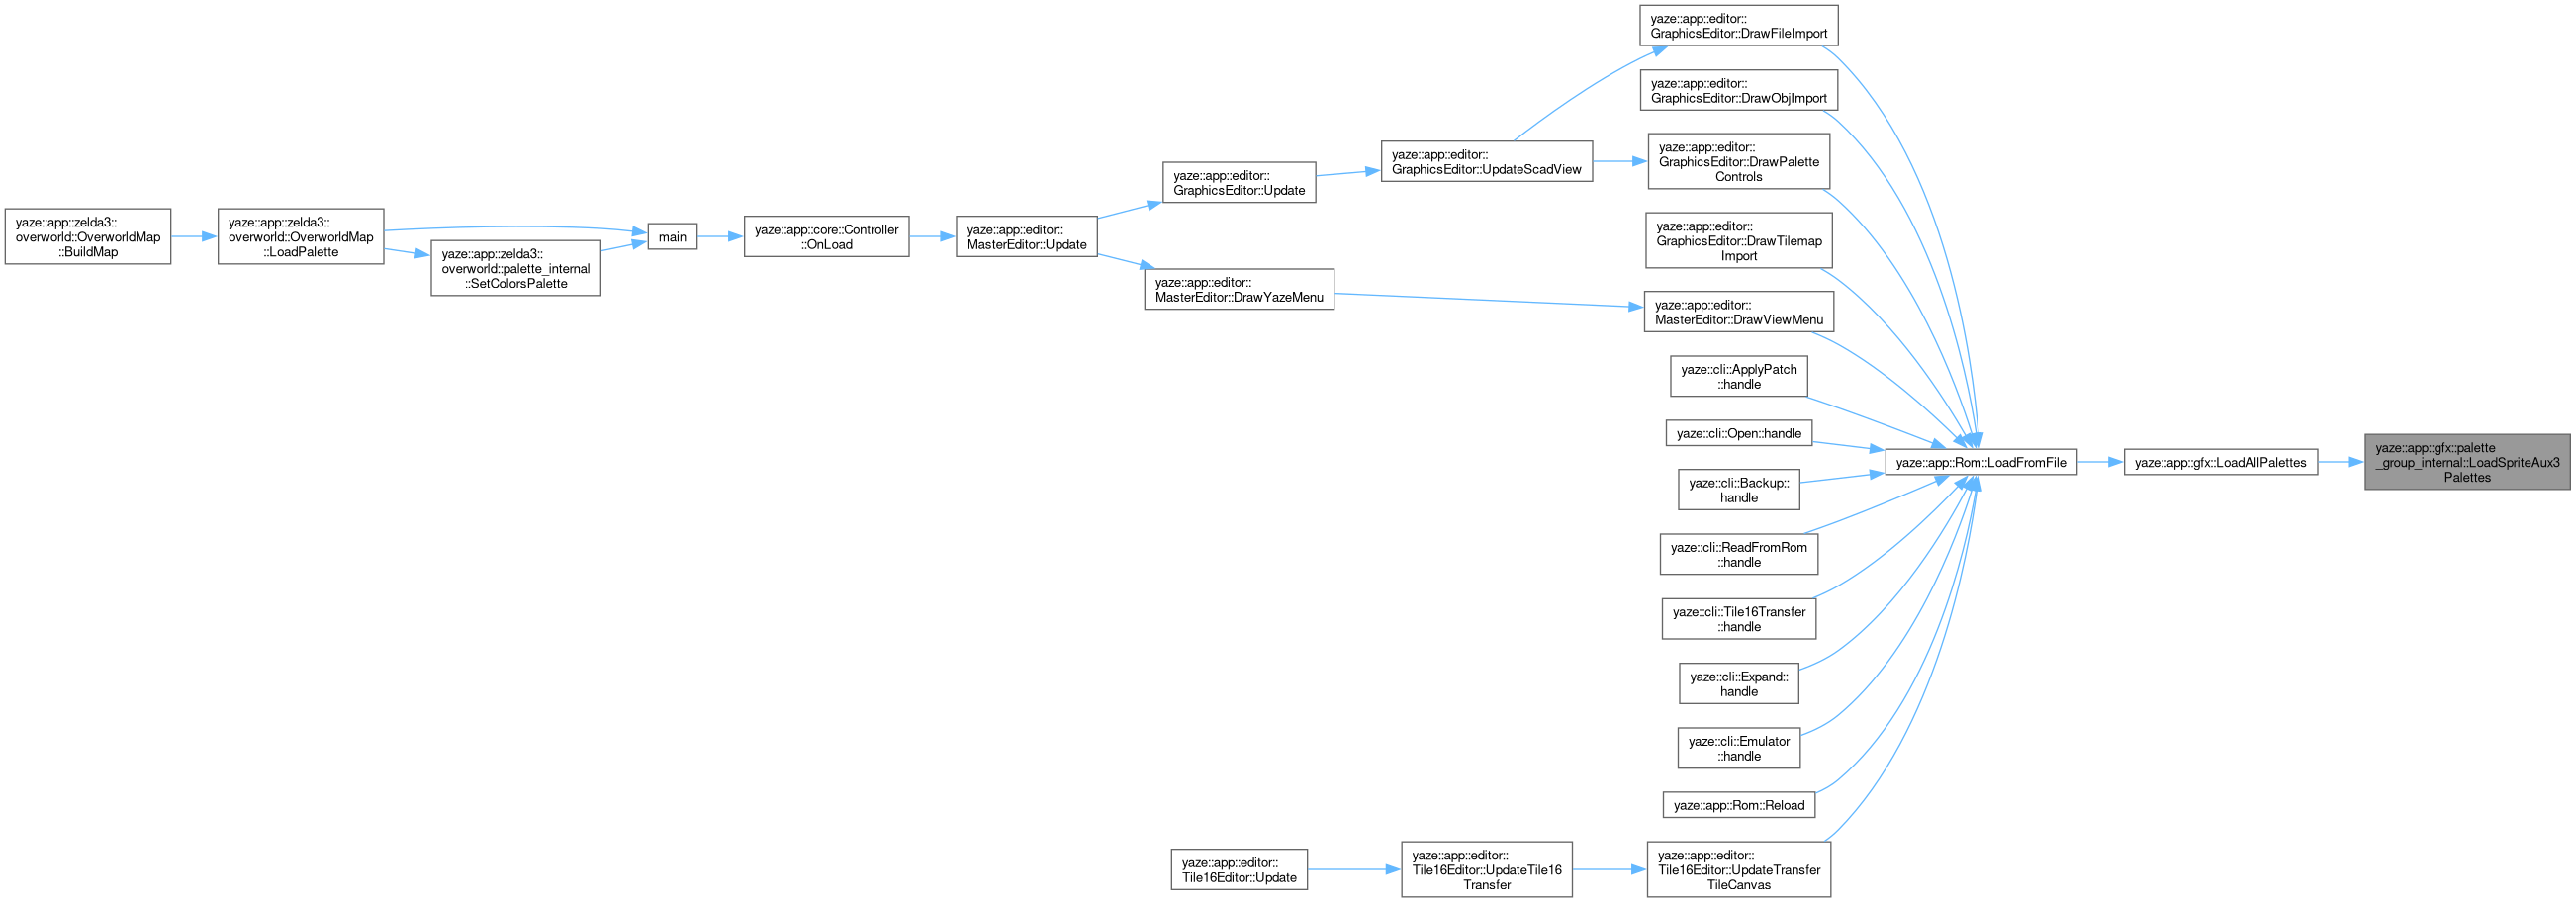 yaze::app::zelda3::
overworld::OverworldMap
::BuildMap
yaze::app::zelda3::
overworld::OverworldMap
::LoadPalette
yaze::app::zelda3::
overworld::palette_internal
::SetColorsPalette
main
yaze::app::core::Controller
::OnLoad
yaze::app::editor::
MasterEditor::Update
yaze::app::editor::
GraphicsEditor::Update
yaze::app::editor::
MasterEditor::DrawYazeMenu
yaze::app::editor::
GraphicsEditor::UpdateScadView
yaze::app::editor::
GraphicsEditor::DrawFileImport
yaze::app::editor::
GraphicsEditor::DrawObjImport
yaze::app::editor::
GraphicsEditor::DrawPalette
Controls
yaze::app::editor::
GraphicsEditor::DrawTilemap
Import
yaze::app::editor::
MasterEditor::DrawViewMenu
yaze::cli::ApplyPatch
::handle
yaze::cli::Open::handle
yaze::cli::Backup::
handle
yaze::cli::ReadFromRom
::handle
yaze::cli::Tile16Transfer
::handle
yaze::cli::Expand::
handle
yaze::cli::Emulator
::handle
yaze::app::Rom::Reload
yaze::app::editor::
Tile16Editor::UpdateTransfer
TileCanvas
yaze::app::editor::
Tile16Editor::UpdateTile16
Transfer
yaze::app::editor::
Tile16Editor::Update
yaze::app::Rom::LoadFromFile
yaze::app::gfx::LoadAllPalettes
yaze::app::gfx::palette
_group_internal::LoadSpriteAux3
Palettes